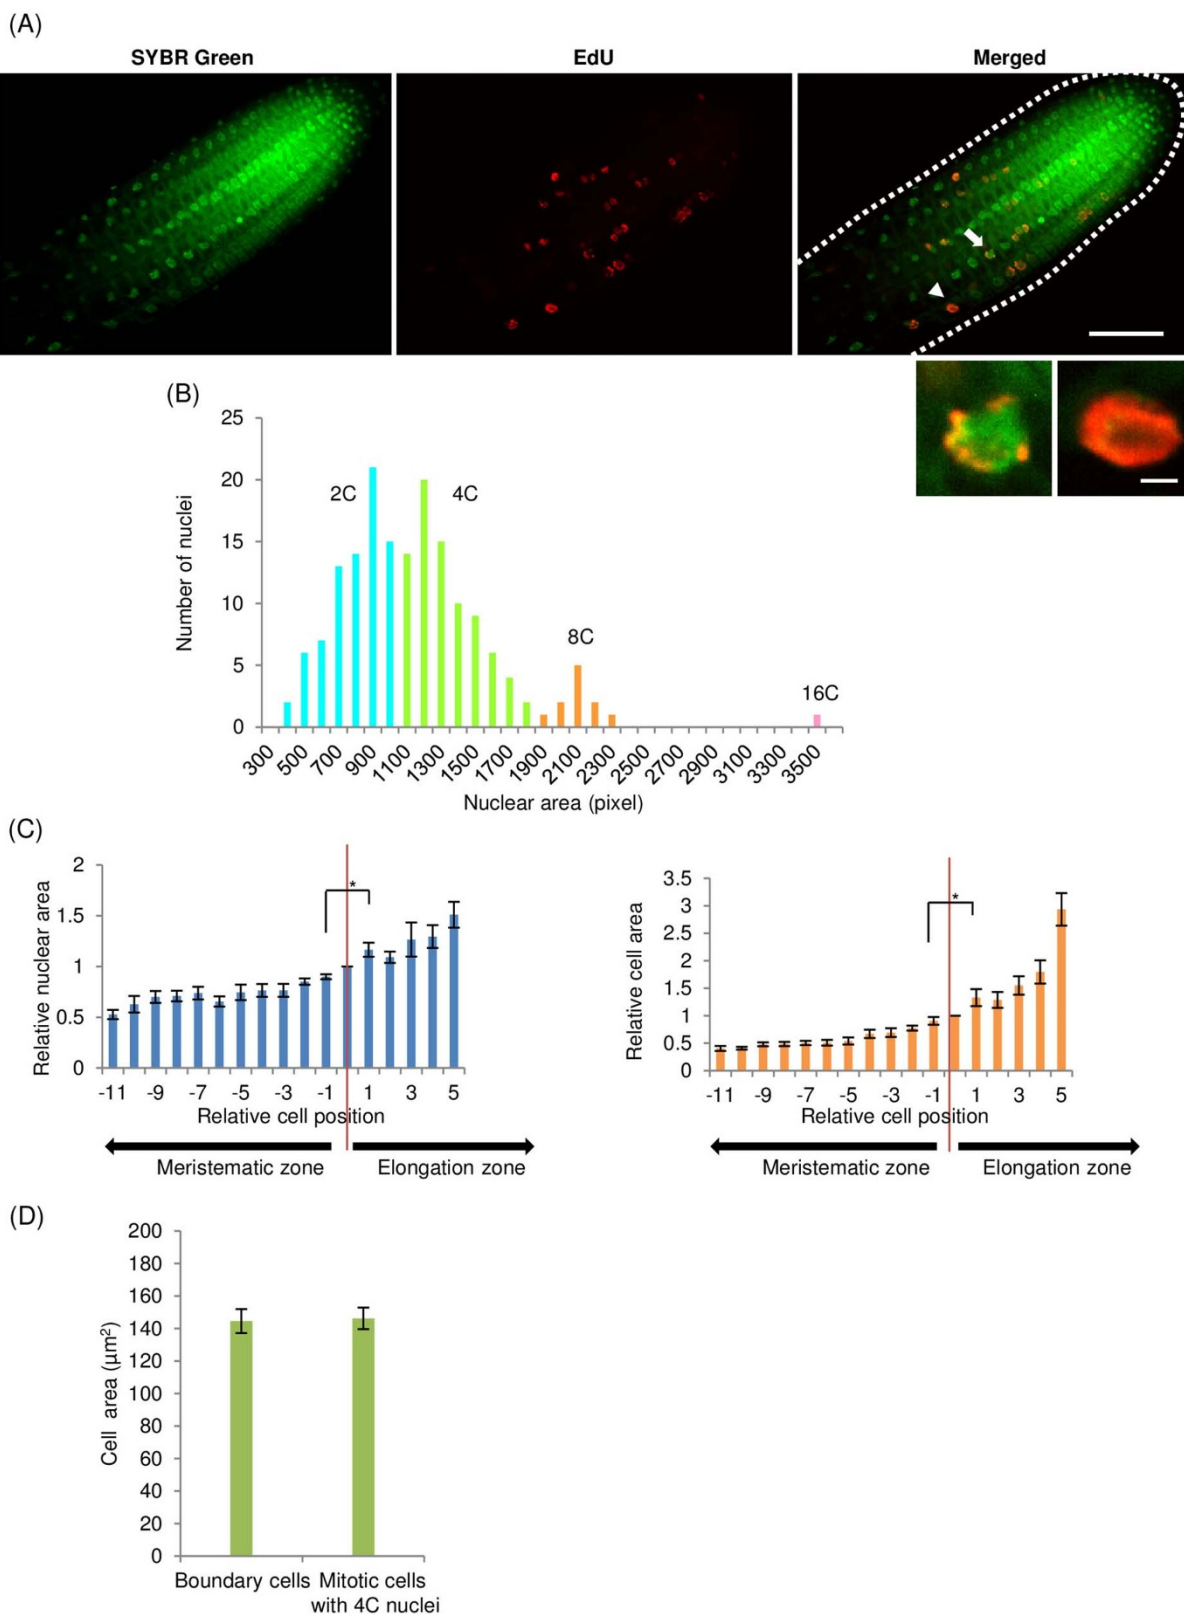 (A)
SYBR Green EdU Merged
(B)
25
20
15
10
5
0
Number of nuclei
2C 4C 8C 16C
300 500 700 900 1100 1300 1500 1700 1900 2100 2300 2500 2700 2900 3100 3300 3500
Nuclear area (pixel)
(C)
2
1.5
1
0.5
0
Relative nuclear area
*
-11 -9 -7 -5 -3 -1 1 3 5
Relative cell position
Meristematic zone Elongation zone
3.5
3
2.5
2
1.5
1
0.5
0
Relative cell area
*
-11 -9 -7 -5 -3 -1 1 3 5
Relative cell position
Meristematic zone Elongation zone
(D)
200
180
160
140
120
100
80
60
40
20
0
Cell area (µm²)
Boundary cells Mitotic cells
with 4C nuclei